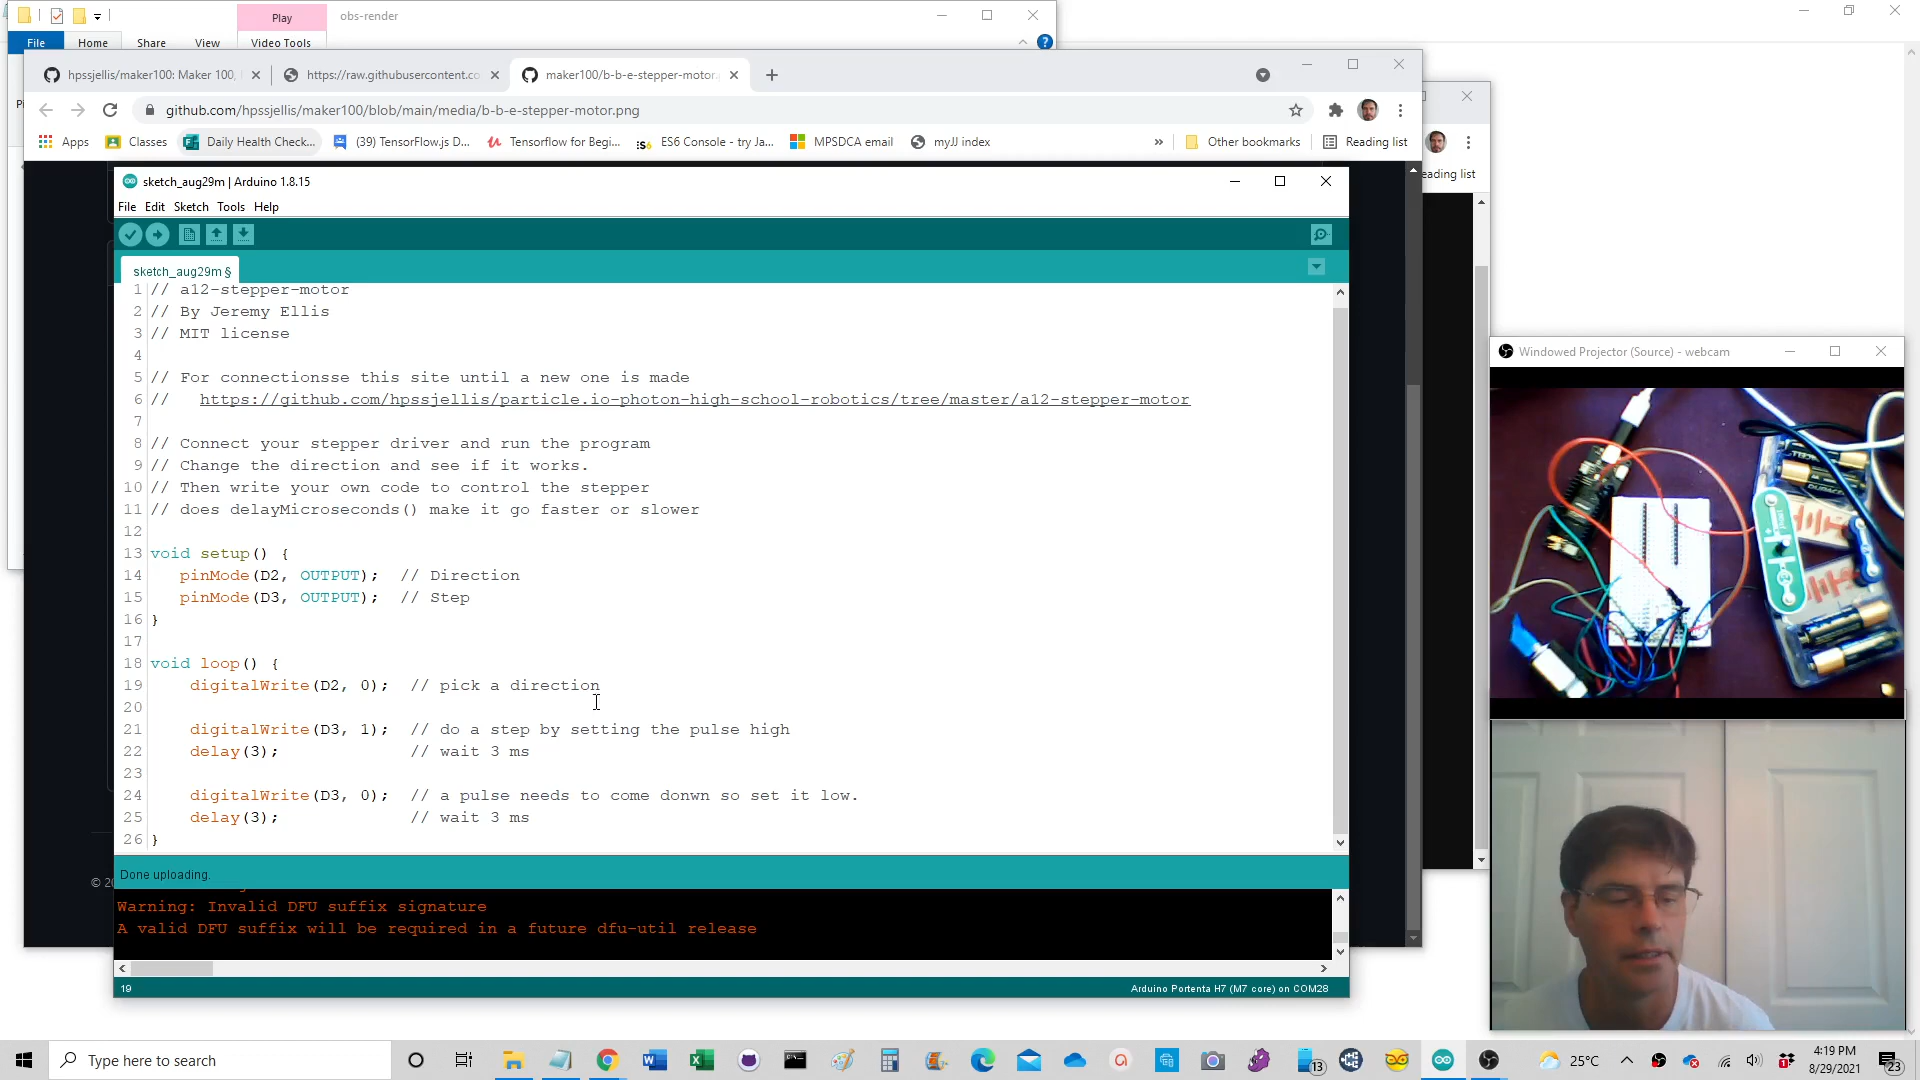 Play
obs-render
File Home Share View Video Tools
hpssjellis/maker100: Maker 100,
https://raw.githubusercontent.co
maker100/b-b-e-stepper-motor.
github.com/hpssjellis/maker100/blob/main/media/b-b-e-stepper-motor.png
Apps Classes Daily Health Check... (39) TensorFlow.js D... Tensorflow for Begi... ES6 Console - try Ja... MPSDCA email myJJ index » Other bookmarks Reading list
eading list
sketch_aug29m | Arduino 1.8.15
File Edit Sketch Tools Help
sketch_aug29m §
1 // a12-stepper-motor
2 // By Jeremy Ellis
3 // MIT license
4
5 // For connectionsse this site until a new one is made
6 // https://github.com/hpssjellis/particle.io-photon-high-school-robotics/tree/master/a12-stepper-motor
7
8 // Connect your stepper driver and run the program
9 // Change the direction and see if it works.
10 // Then write your own code to control the stepper
11 // does delayMicroseconds() make it go faster or slower
12
13 void setup() {
14 pinMode(D2, OUTPUT); // Direction
15 pinMode(D3, OUTPUT); // Step
16 }
17
18 void loop() {
19 digitalWrite(D2, 0); // pick a direction
20
21 digitalWrite(D3, 1); // do a step by setting the pulse high
22 delay(3); // wait 3 ms
23
24 digitalWrite(D3, 0); // a pulse needs to come donwn so set it low.
25 delay(3); // wait 3 ms
26 }
Done uploading.
Warning: Invalid DFU suffix signature
A valid DFU suffix will be required in a future dfu-util release
19
Arduino Portenta H7 (M7 core) on COM28
© 20
Windowed Projector (Source) - webcam
Type here to search
13
25°C
4:19 PM
8/29/2021
23